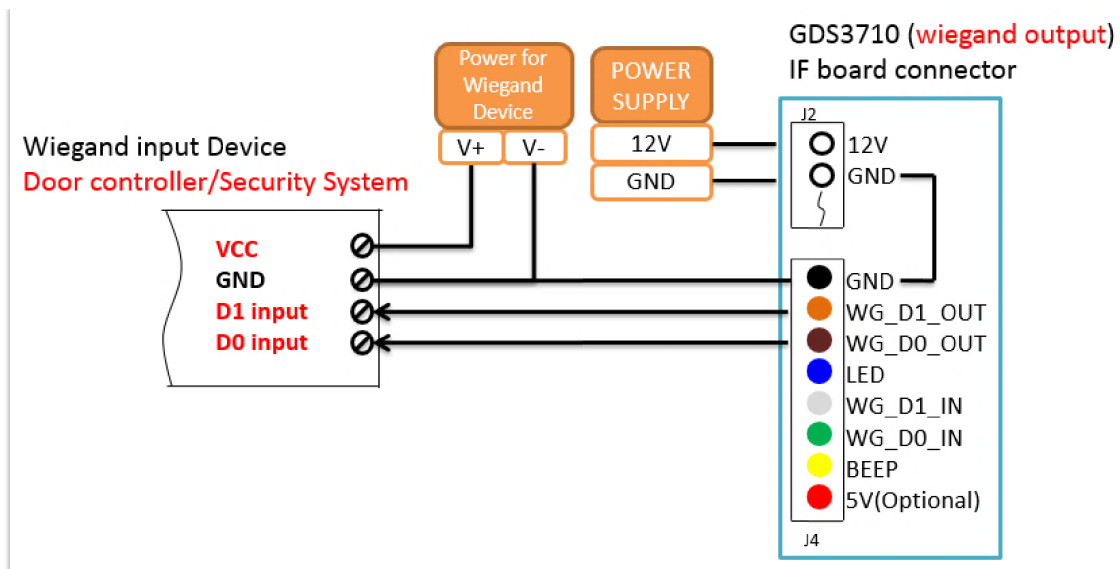 GDS3710 (wiegand output)
IF board connector
Power for
Wiegand
Device
V+ V-
POWER
SUPPLY
12V
GND
Wiegand input Device
Door controller/Security System
VCC
GND
D1 input
D0 input
J2
12V
GND
GND
WG_D1_OUT
WG_D0_OUT
LED
WG_D1_IN
WG_D0_IN
BEEP
5V(Optional)
J4